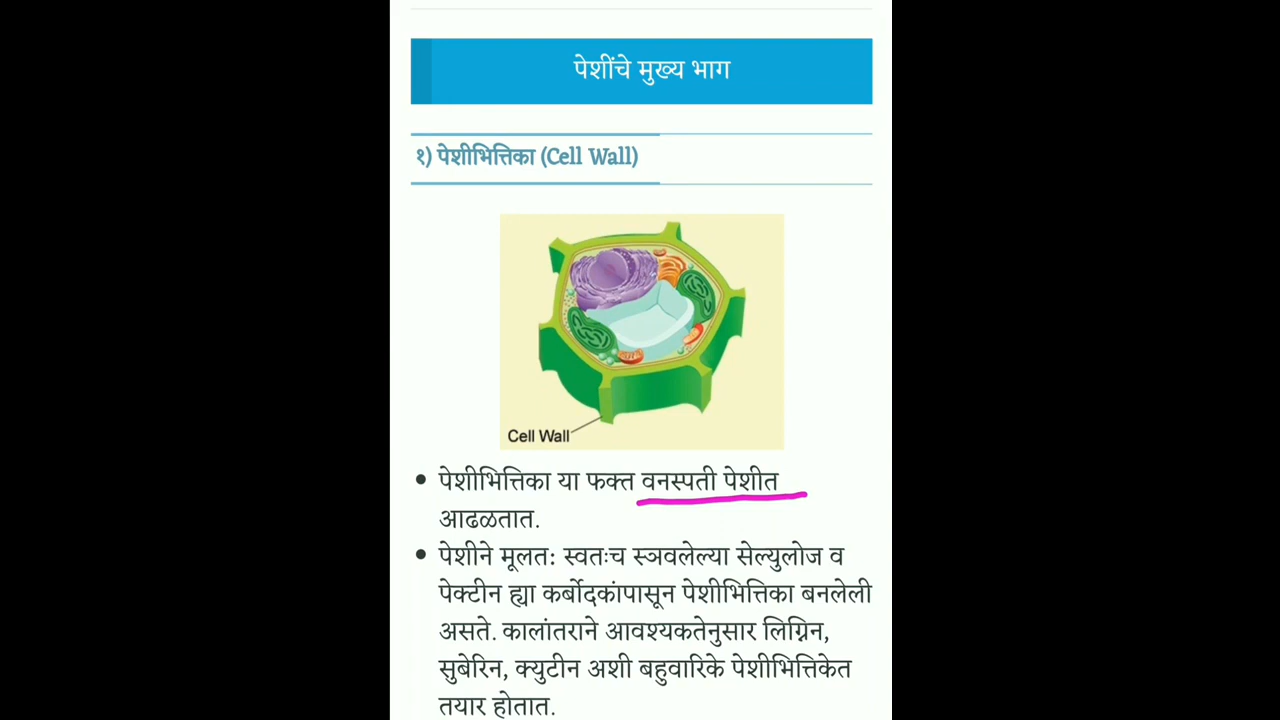 पेशींचे मुख्य भाग
१) पेशीभित्तिका (Cell Wall)
Cell Wall
पेशीभित्तिका या फक्त वनस्पती पेशीत
आढळतात.
पेशीने मूलत: स्वतःच स्ञवलेल्या सेल्युलोज व
पेक्टीन ह्या कर्बोदकांपासून पेशीभित्तिका बनलेली
असते. कालांतराने आवश्यकतेनुसार लिग्निन,
सुबेरिन, क्युटीन अशी बहुवारिके पेशीभित्तिकेत
तयार होतात.